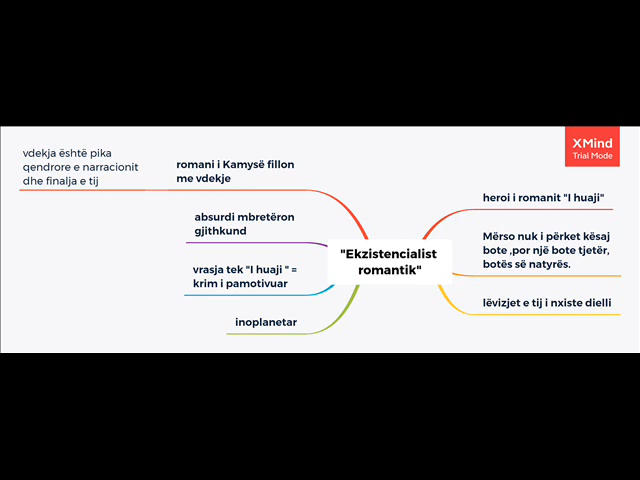 "Ekzistencialist
romantik"
heroi i romanit "I huaji"
Mërso nuk i përket kësaj
bote ,por një bote tjetër,
botës së natyrës.
lëvizjet e tij i nxiste dielli
romani i Kamysë fillon
me vdekje
vdekja është pika
qendrore e narracionit
dhe finalja e tij
absurdi mbretëron
gjithkund
vrasja tek "I huaji " =
krim i pamotivuar
inoplanetar
XMind
Trial Mode